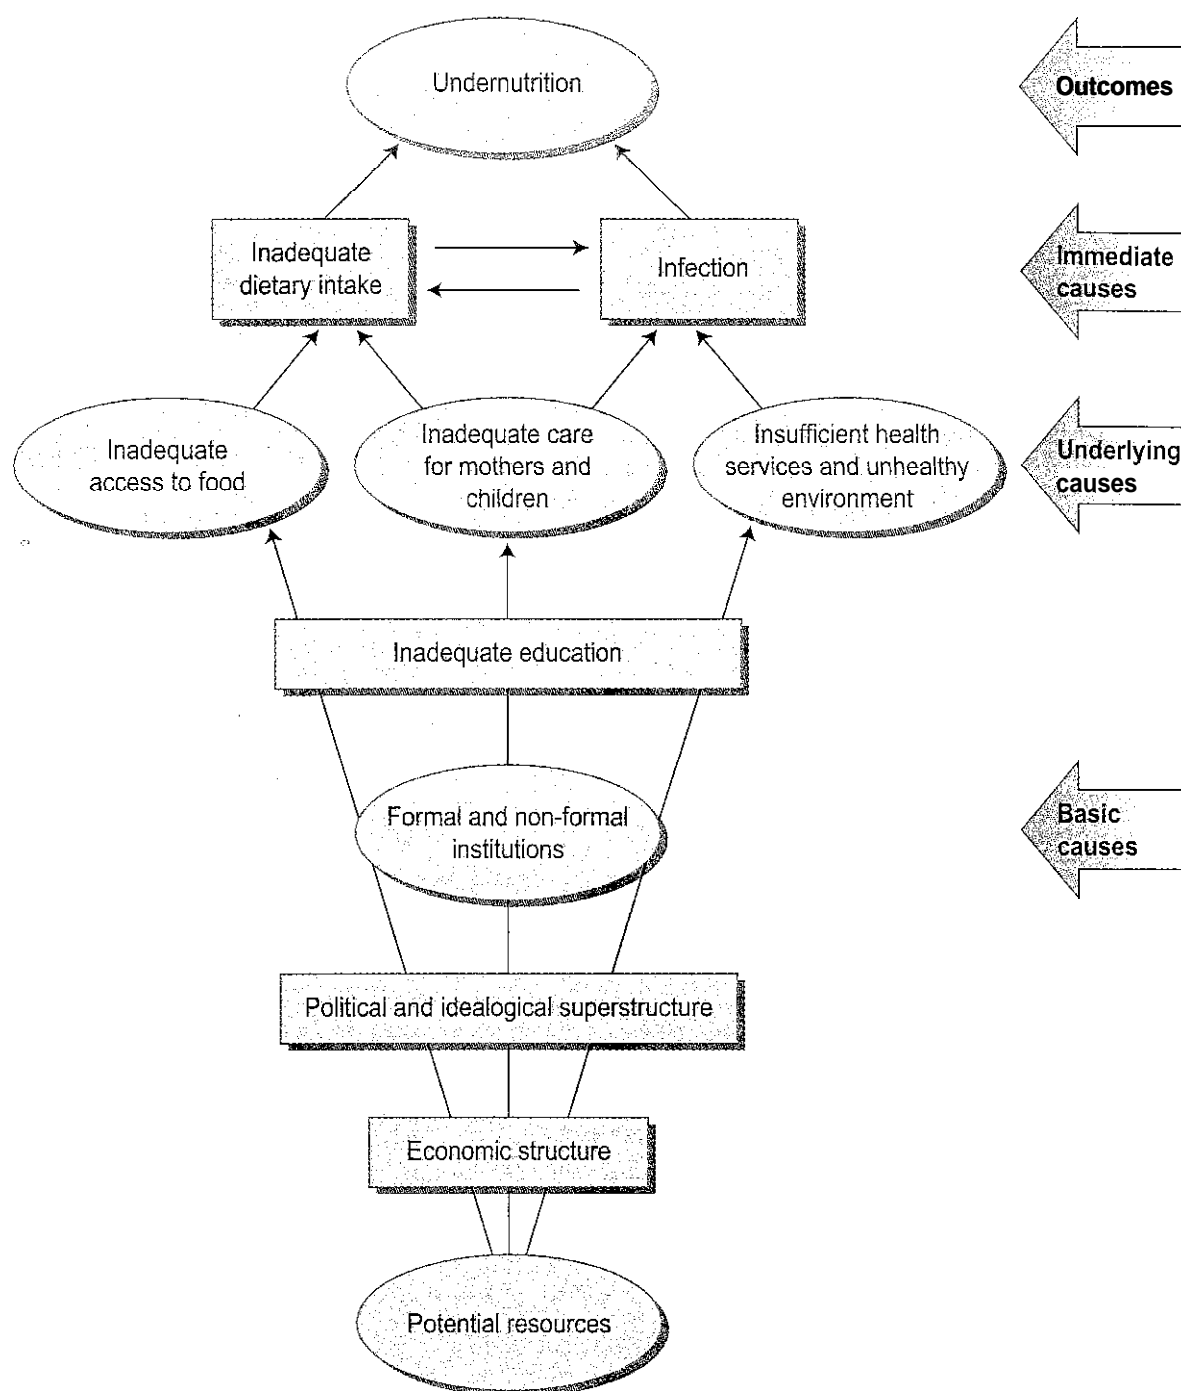 Undernutrition
Outcomes
Inadequate
dietary intake
Infection
Immediate
causes
Inadequate
access to food
Inadequate care
for mothers and
children
Insufficient health
services and unhealthy
environment
Underlying
causes
Inadequate education
Formal and non-formal
institutions
Basic
causes
Political and idealogical superstructure
Economic structure
Potential resources